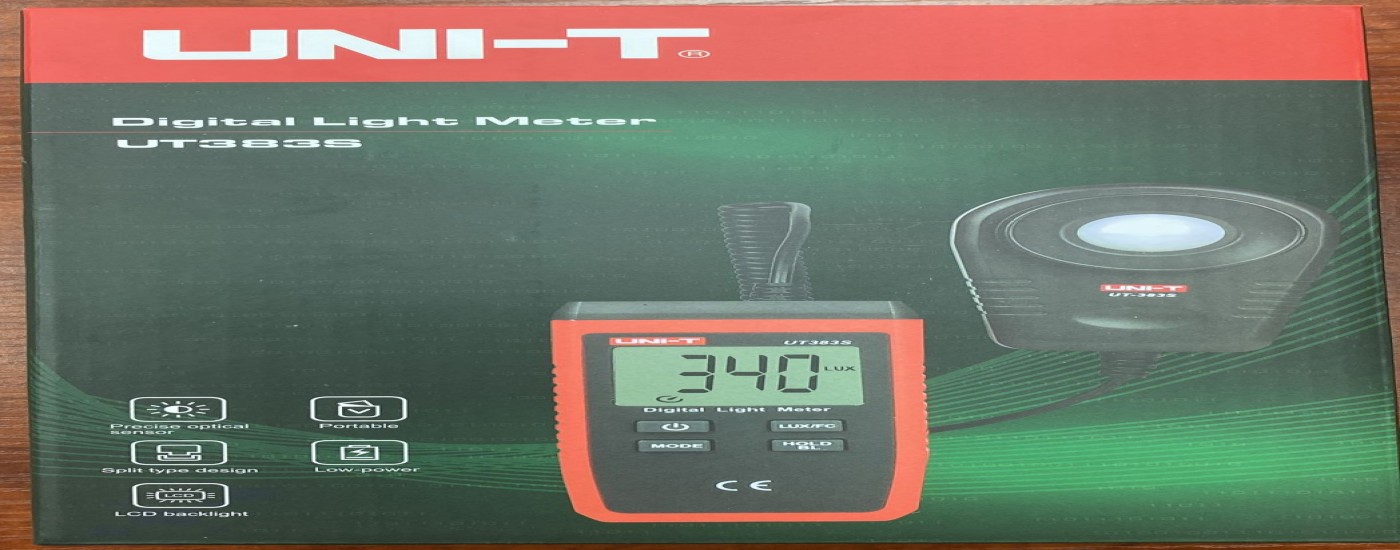 UNI-T®
Digital Light Meter
UT383S
UNI-T
UT-383S
UNI-T UT383S
340 LUX
Digital Light Meter
LUX/FC
MODE HOLD
BL
CE
Precise optical
sensor
Portable
Split type design
Low-power
LCD
LCD backlight